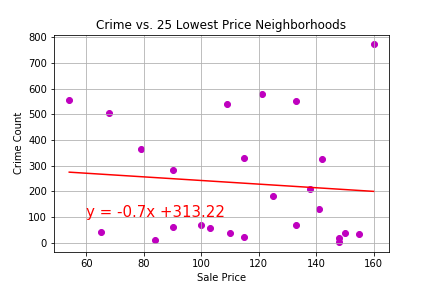 Crime vs. 25 Lowest Price Neighborhoods
Crime Count
800
700
600
500
400
300
200
100
0
y = -0.7x +313.22
60 80 100 120 140 160
Sale Price